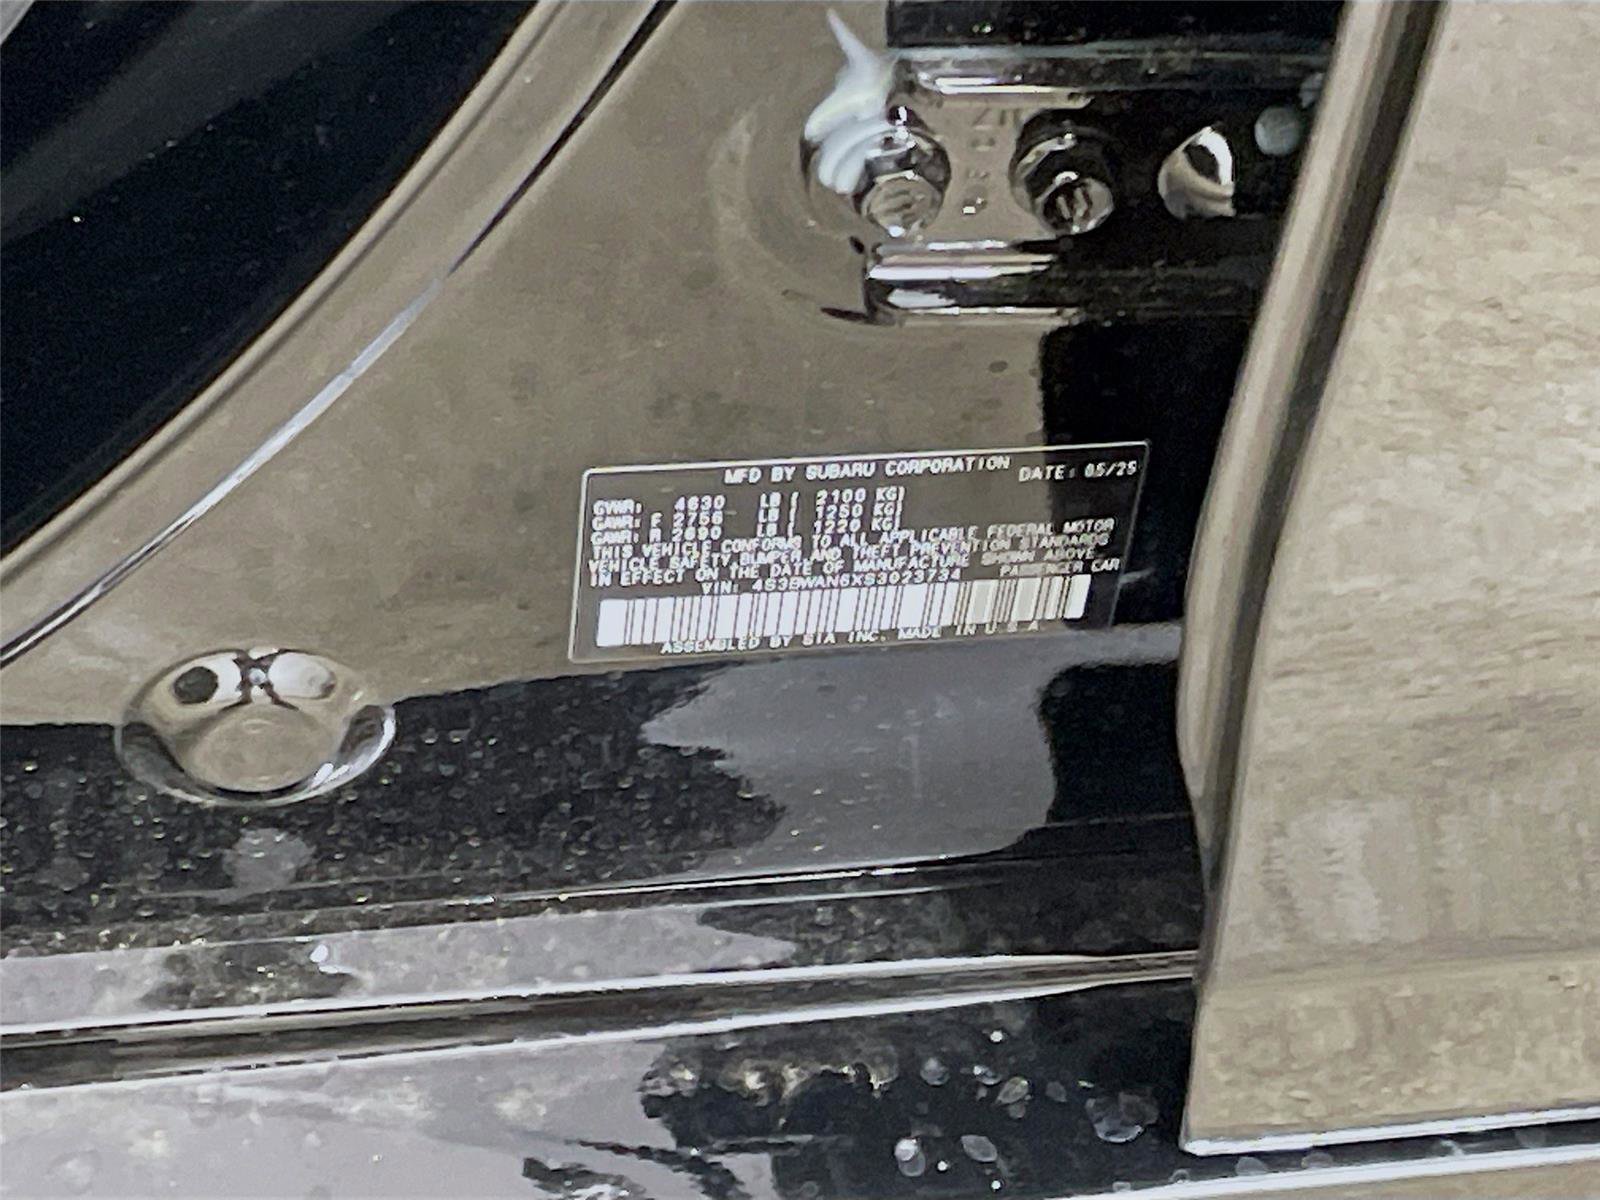 MFD BY SUBARU CORPORATION DATE: 05/25
GVWR: 4630 LB ( 2100 KG)
GAWR: F 2756 LB ( 1250 KG)
GAWR: R 2690 LB ( 1220 KG)
THIS VEHICLE CONFORMS TO ALL APPLICABLE FEDERAL MOTOR
VEHICLE SAFETY, BUMPER AND THEFT PREVENTION STANDARDS
IN EFFECT ON THE DATE OF MANUFACTURE SHOWN ABOVE.
VIN: 4S3BWAN6XS3023734 PASSENGER CAR
ASSEMBLED BY SIA INC. MADE IN U S A